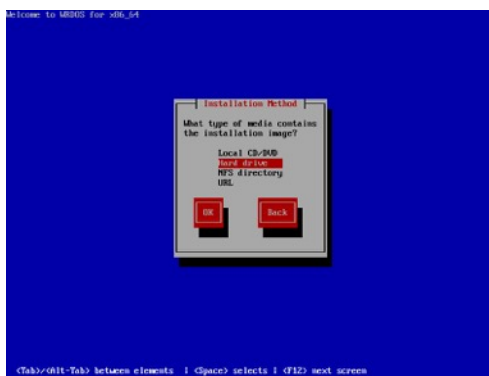 Welcome to WBDOS for x86_64
Installation Method
What type of media contains
the installation image?
Local CD/DVD
Hard drive
NFS directory
URL
OK
Back
<Tab>/<Alt-Tab> between elements | <Space> selects | <F12> next screen